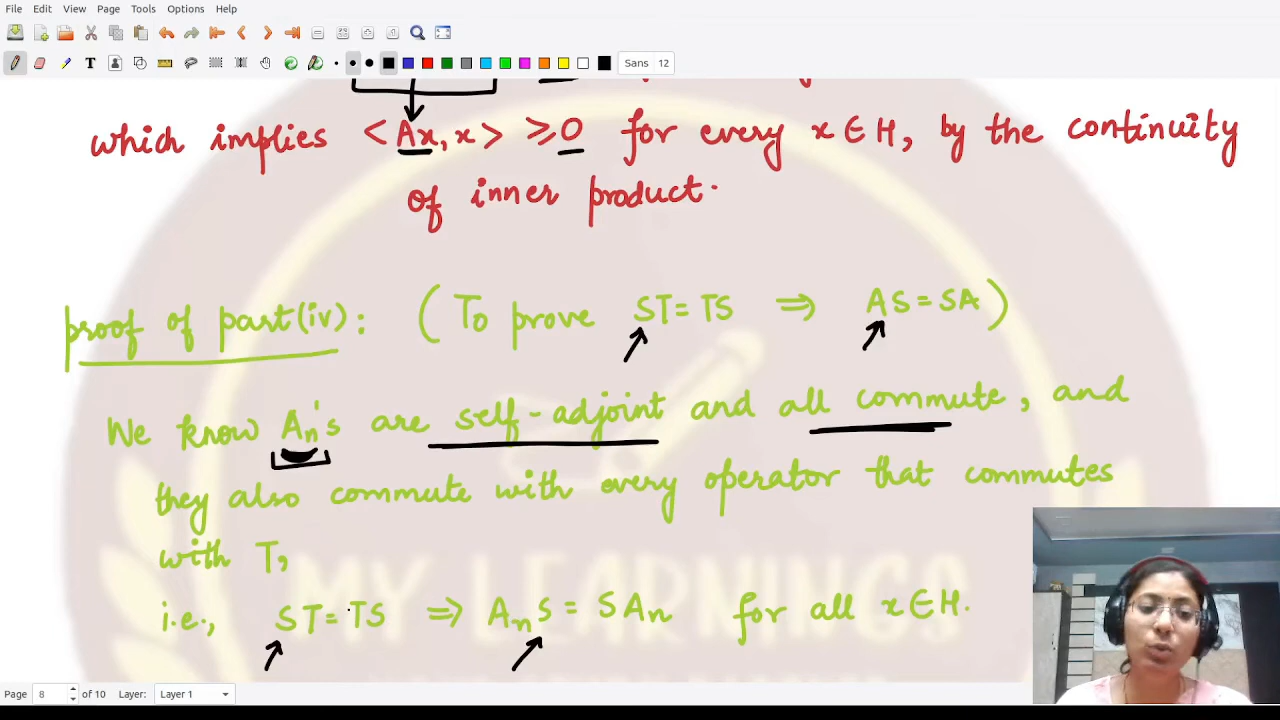 File Edit View Page Tools Options Help
Sans 12
which implies <Ax, x> ≥ 0 for every x ∈ H, by the continuity
of inner product.
proof of part(iv): ( To prove ST = TS ⇒ AS = SA )
We know An's are self-adjoint and all commute, and
they also commute with every operator that commutes
with T,
i.e., ST = TS ⇒ AnS = SAn for all x ∈ H.
MY LEARNINGS
Page 8 of 10 Layer: Layer 1